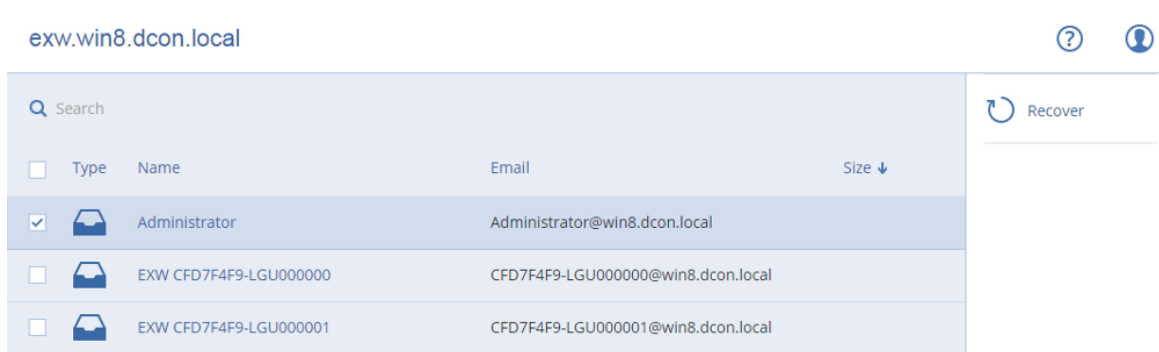 exw.win8.dcon.local
Search
Recover
Type Name Email Size
Administrator Administrator@win8.dcon.local
EXW CFD7F4F9-LGU000000 CFD7F4F9-LGU000000@win8.dcon.local
EXW CFD7F4F9-LGU000001 CFD7F4F9-LGU000001@win8.dcon.local